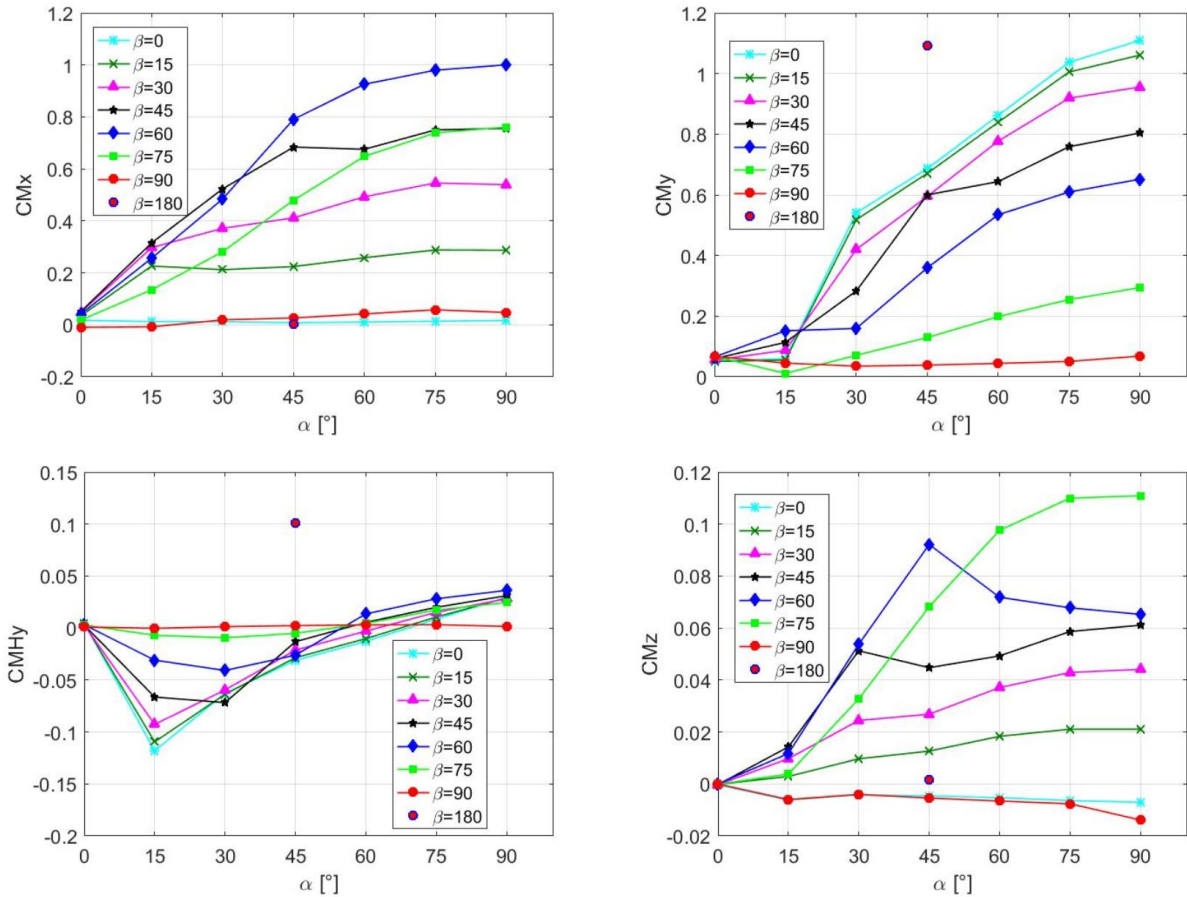 1.2
1
0.8
0.6
0.4
0.2
0
-0.2
CMx
β=0
β=15
β=30
β=45
β=60
β=75
β=90
β=180
0 15 30 45 60 75 90
α [°]
1.2
1
0.8
0.6
0.4
0.2
0
CMy
β=0
β=15
β=30
β=45
β=60
β=75
β=90
β=180
0 15 30 45 60 75 90
α [°]
0.15
0.1
0.05
0
-0.05
-0.1
-0.15
-0.2
CMHy
β=0
β=15
β=30
β=45
β=60
β=75
β=90
β=180
0 15 30 45 60 75 90
α [°]
0.12
0.1
0.08
0.06
0.04
0.02
0
-0.02
CMz
β=0
β=15
β=30
β=45
β=60
β=75
β=90
β=180
0 15 30 45 60 75 90
α [°]